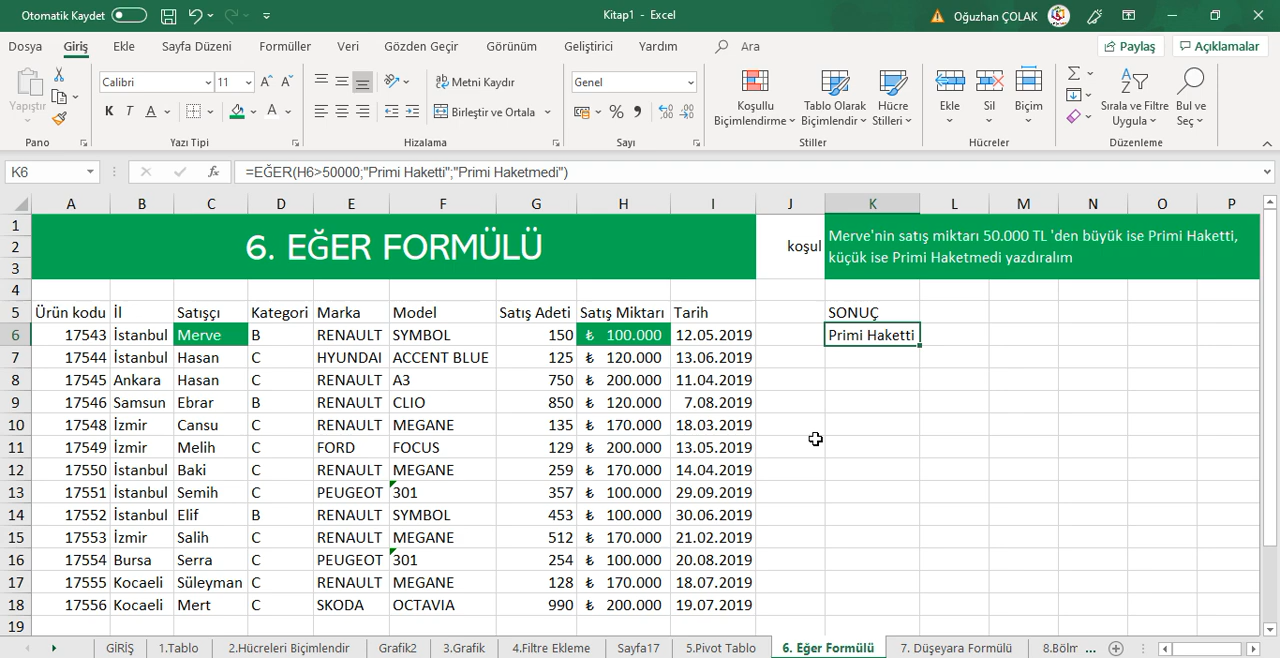 Otomatik Kaydet
Kitap1 - Excel
Oğuzhan ÇOLAK
Dosya Giriş Ekle Sayfa Düzeni Formüller Veri Gözden Geçir Görünüm Geliştirici Yardım Ara Paylaş Açıklamalar
Yapıştır
Calibri 11
K T A A
Metni Kaydır
Birleştir ve Ortala
Genel
Koşullu Biçimlendirme
Tablo Olarak Biçimlendir
Hücre Stilleri
Ekle Sil Biçim
Sırala ve Filtre Uygula
Bul ve Seç
Pano Yazı Tipi Hizalama Sayı Stiller Hücreler Düzenleme
K6 fx =EĞER(H6>50000;"Primi Haketti";"Primi Haketmedi")
A B C D E F G H I J K L M N O P
1
2
3
6. EĞER FORMÜLÜ
koşul
Merve'nin satış miktarı 50.000 TL 'den büyük ise Primi Haketti,
küçük ise Primi Haketmedi yazdıralım
4
5 Ürün kodu İl Satışçı Kategori Marka Model Satış Adeti Satış Miktarı Tarih SONUÇ
6 17543 İstanbul Merve B RENAULT SYMBOL 150 ₺ 100.000 12.05.2019 Primi Haketti
7 17544 İstanbul Hasan C HYUNDAI ACCENT BLUE 125 ₺ 120.000 13.06.2019
8 17545 Ankara Hasan C RENAULT A3 750 ₺ 200.000 11.04.2019
9 17546 Samsun Ebrar B RENAULT CLIO 850 ₺ 120.000 7.08.2019
10 17548 İzmir Cansu C RENAULT MEGANE 135 ₺ 170.000 18.03.2019
11 17549 İzmir Melih C FORD FOCUS 129 ₺ 200.000 13.05.2019
12 17550 İstanbul Baki C RENAULT MEGANE 259 ₺ 170.000 14.04.2019
13 17551 İstanbul Semih C PEUGEOT 301 357 ₺ 100.000 29.09.2019
14 17552 İstanbul Elif B RENAULT SYMBOL 453 ₺ 100.000 30.06.2019
15 17553 İzmir Salih C RENAULT MEGANE 512 ₺ 170.000 21.02.2019
16 17554 Bursa Serra C PEUGEOT 301 254 ₺ 100.000 20.08.2019
17 17555 Kocaeli Süleyman C RENAULT MEGANE 128 ₺ 170.000 18.07.2019
18 17556 Kocaeli Mert C SKODA OCTAVIA 990 ₺ 200.000 19.07.2019
19
GİRİŞ 1.Tablo 2.Hücreleri Biçimlendir Grafik2 3.Grafik 4.Filtre Ekleme Sayfa17 5.Pivot Tablo 6. Eğer Formülü 7. Düşeyara Formülü 8.Bölm ...